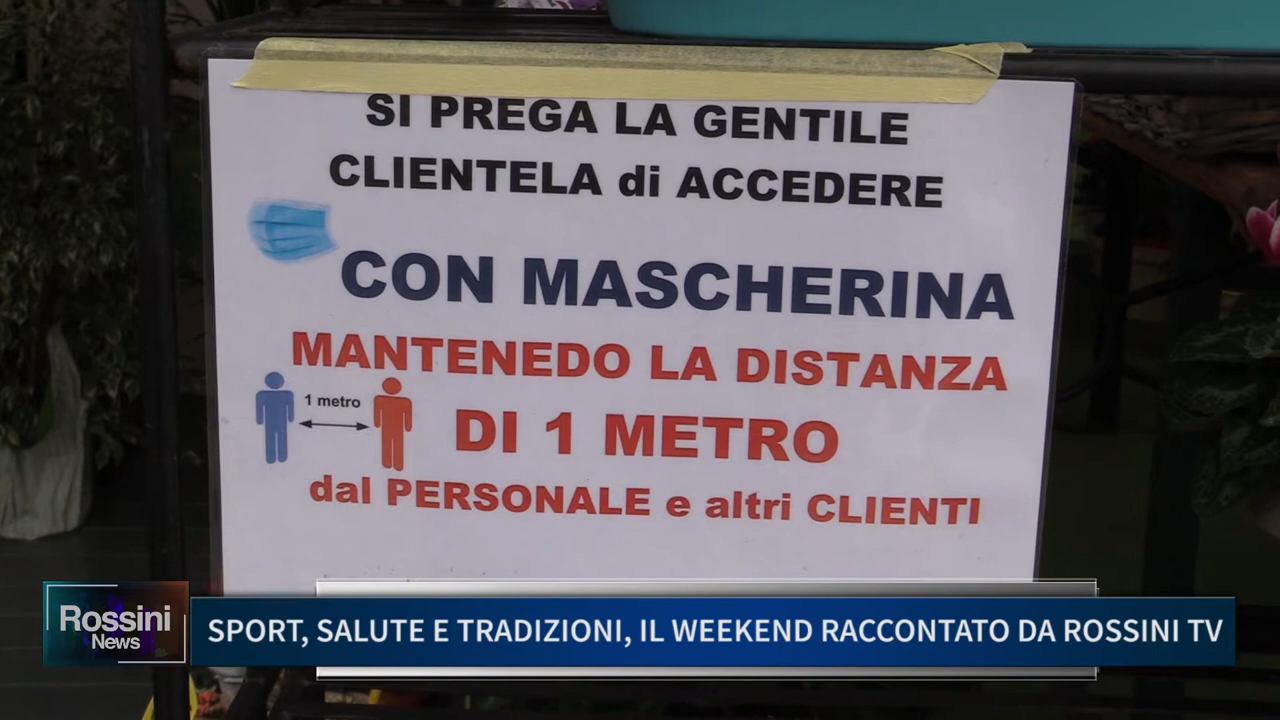 SI PREGA LA GENTILE
CLIENTELA di ACCEDERE
CON MASCHERINA
MANTENEDO LA DISTANZA
1 metro
DI 1 METRO
dal PERSONALE e altri CLIENTI
Rossini
News
SPORT, SALUTE E TRADIZIONI, IL WEEKEND RACCONTATO DA ROSSINI TV